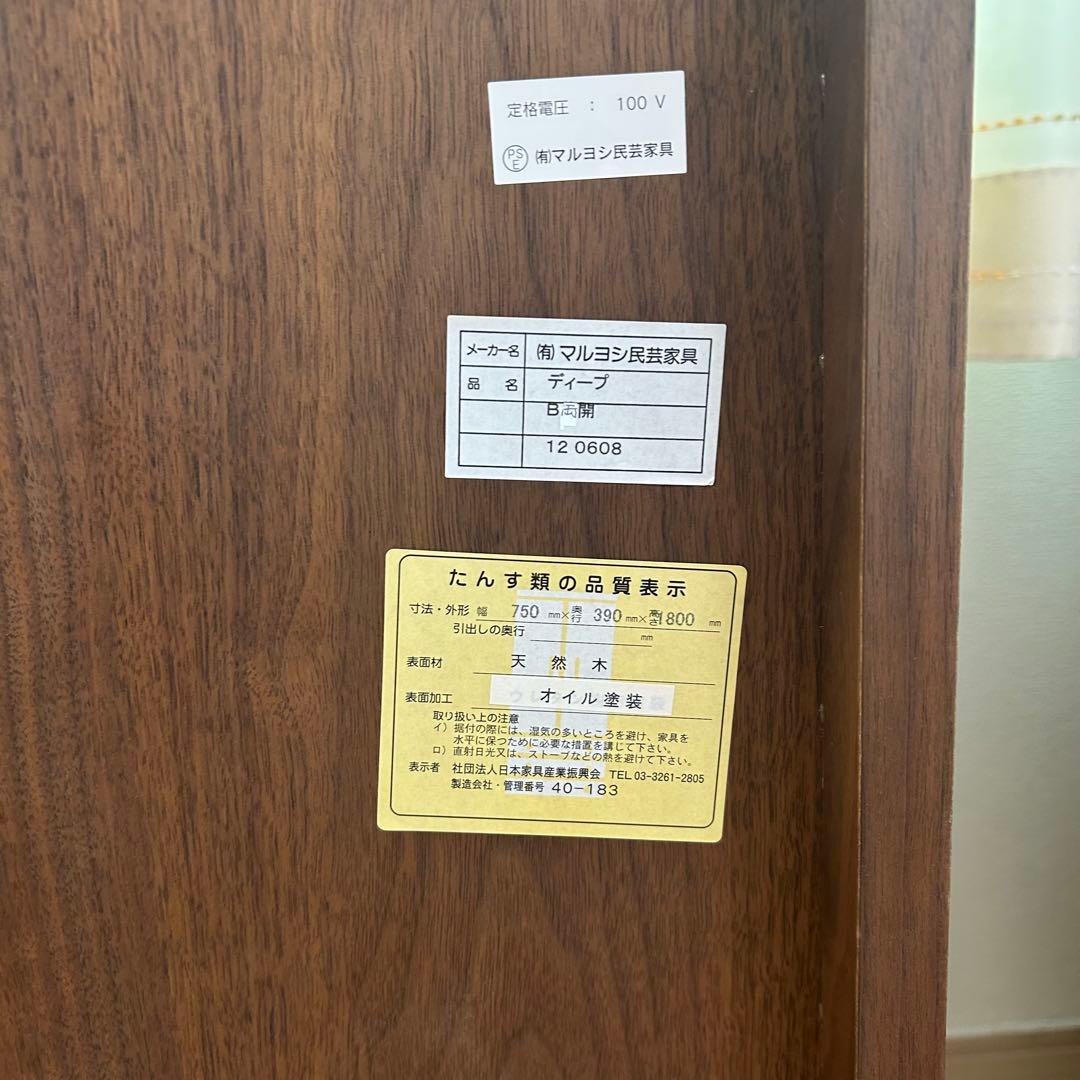 定格電圧 : 100 V
PSE (有)マルヨシ民芸家具
メーカー名 (有)マルヨシ民芸家具
品 名 ディープ
B両開
12 0608
たんす類の品質表示
寸法・外形 幅 750 mm×奥行 390 mm×高さ1800 mm
引出しの奥行 mm
表面材 天然木
表面加工 オイル塗装
取り扱い上の注意
イ）据付の際には、湿気の多いところを避け、家具を
水平に保つために必要な措置を講じて下さい。
ロ）直射日光又は、ストーブなどの熱を避けて下さい。
表示者 社団法人日本家具産業振興会 TEL 03-3261-2805
製造会社・管理番号 40-183